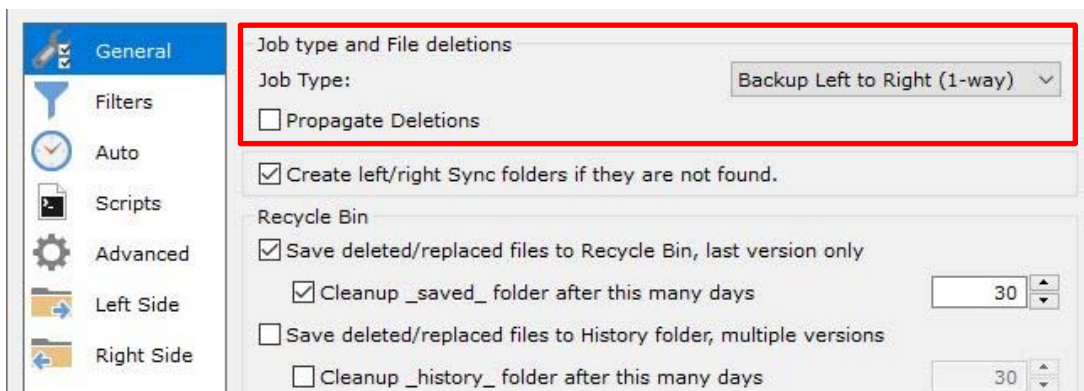 General
Filters
Auto
Scripts
Advanced
Left Side
Right Side
Job type and File deletions
Job Type:
Backup Left to Right (1-way)
Propagate Deletions
Create left/right Sync folders if they are not found.
Recycle Bin
Save deleted/replaced files to Recycle Bin, last version only
Cleanup _saved_ folder after this many days
30
Save deleted/replaced files to History folder, multiple versions
Cleanup _history_ folder after this many days
30